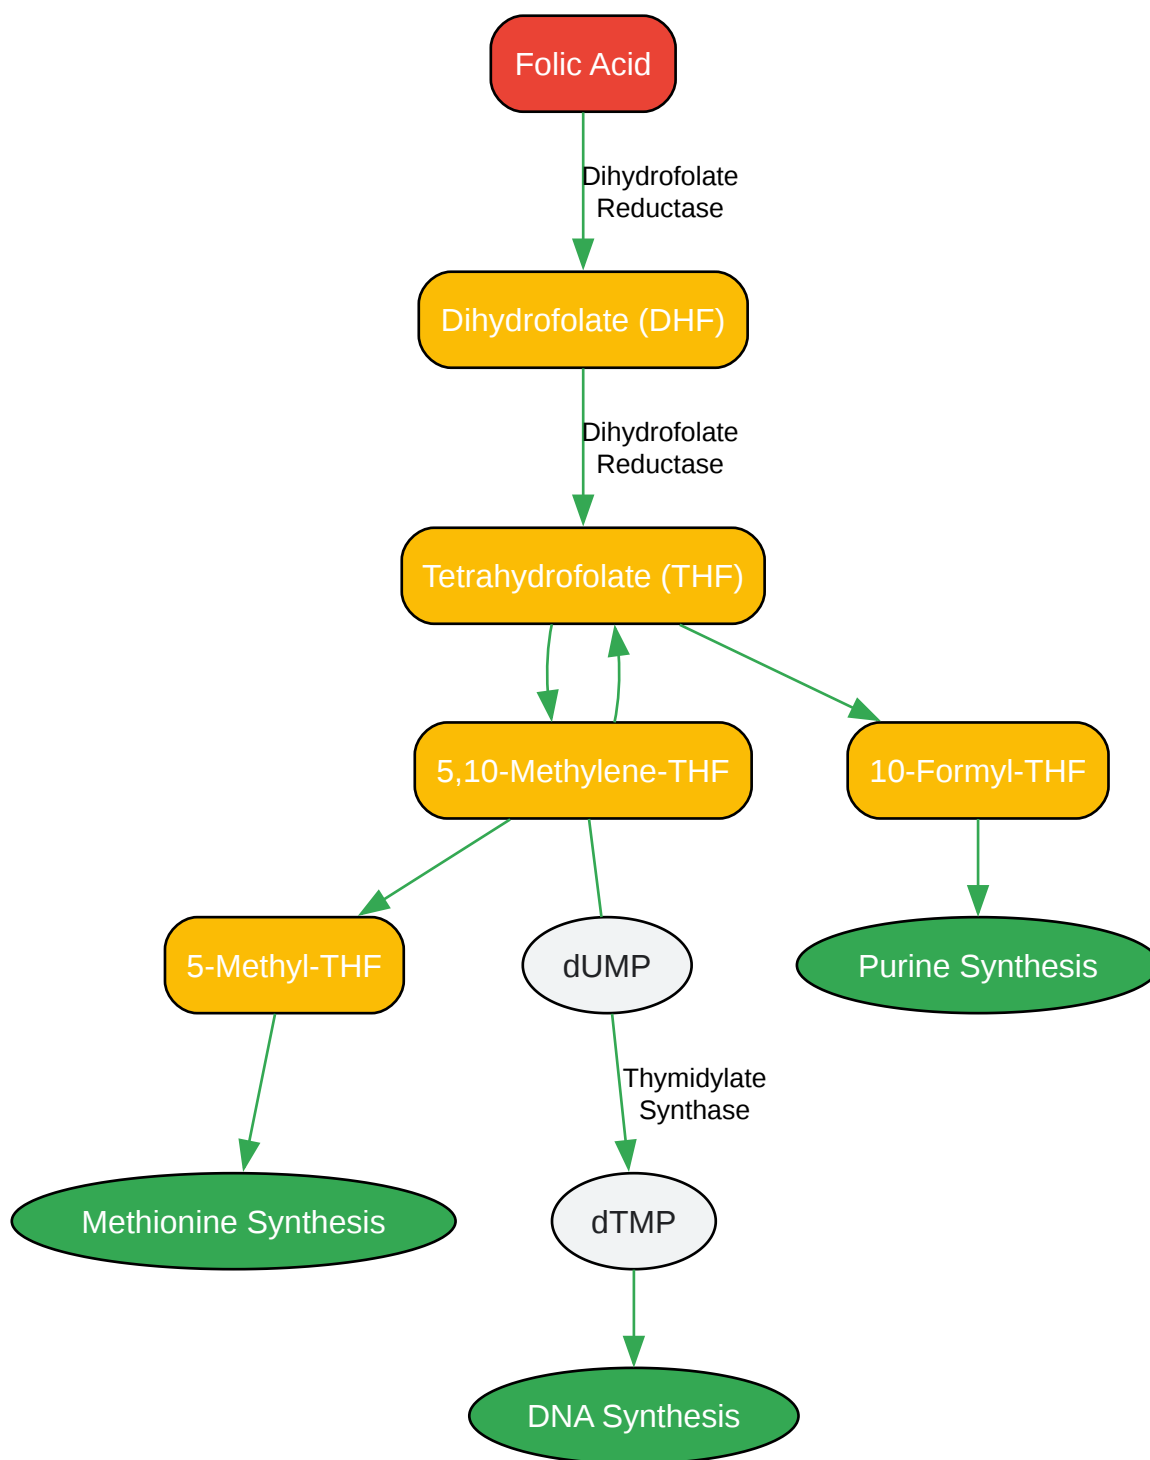 Folic Acid
Dihydrofolate
Reductase
Dihydrofolate (DHF)
Dihydrofolate
Reductase
Tetrahydrofolate (THF)
5,10-Methylene-THF
10-Formyl-THF
5-Methyl-THF
dUMP
Purine Synthesis
Thymidylate
Synthase
Methionine Synthesis
dTMP
DNA Synthesis